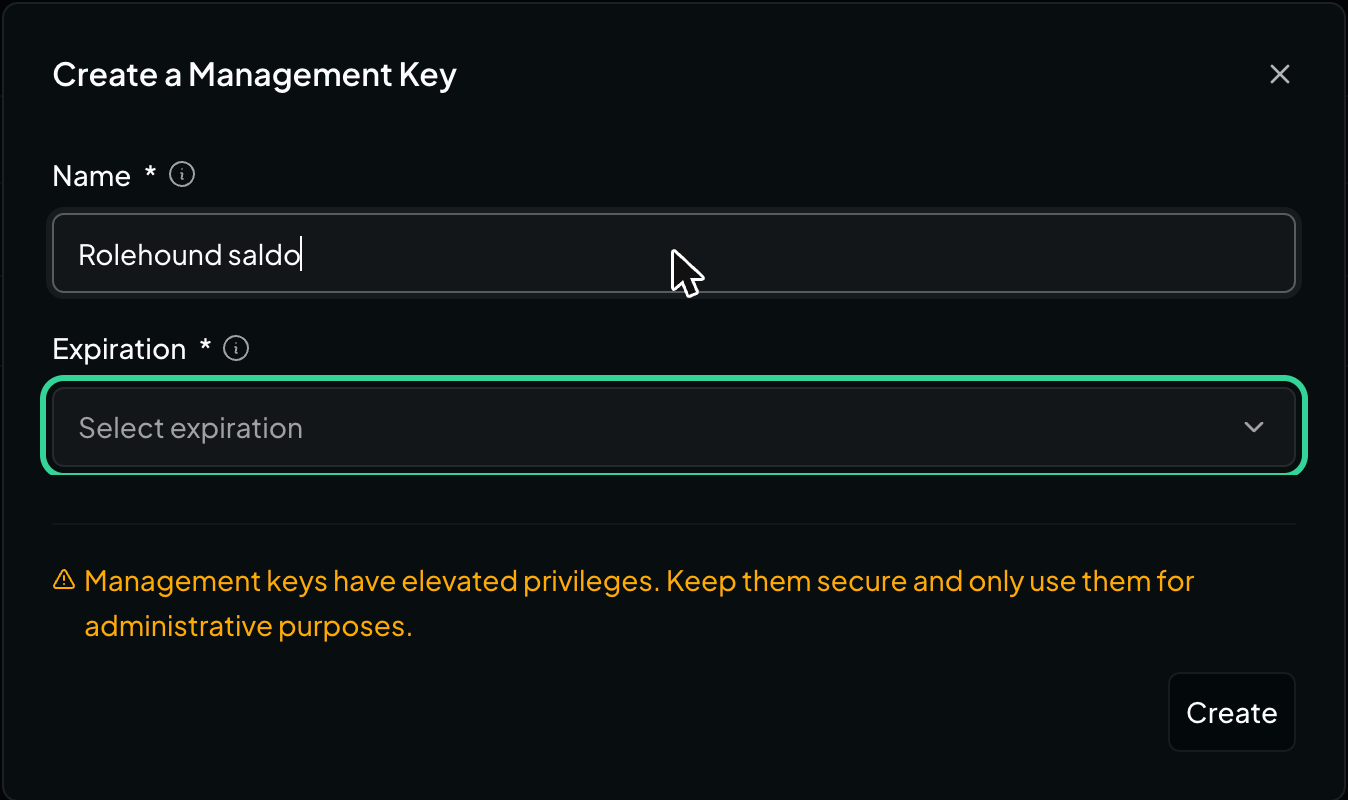 Create a Management Key
Name *
Rolehound saldo
Expiration *
Select expiration
Management keys have elevated privileges. Keep them secure and only use them for
administrative purposes.
Create